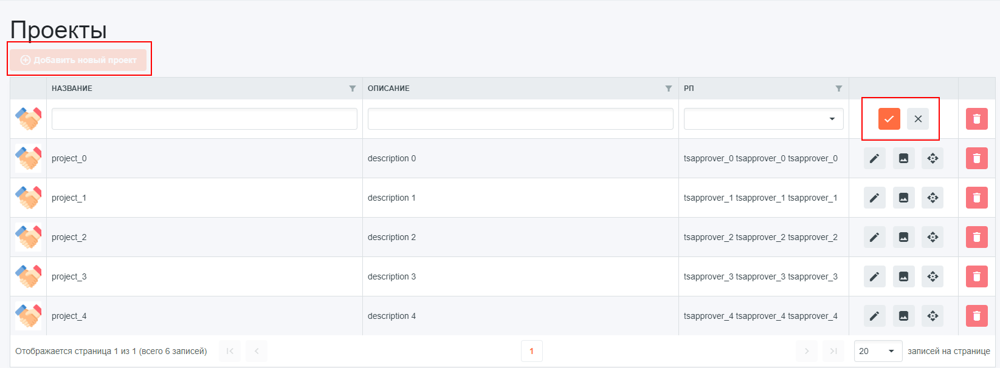 Проекты
Добавить новый проект
НАЗВАНИЕ ОПИСАНИЕ РП
project_0 description 0 tsapprover_0 tsapprover_0 tsapprover_0
project_1 description 1 tsapprover_1 tsapprover_1 tsapprover_1
project_2 description 2 tsapprover_2 tsapprover_2 tsapprover_2
project_3 description 3 tsapprover_3 tsapprover_3 tsapprover_3
project_4 description 4 tsapprover_4 tsapprover_4 tsapprover_4
Отображается страница 1 из 1 (всего 6 записей) 1 20 записей на странице